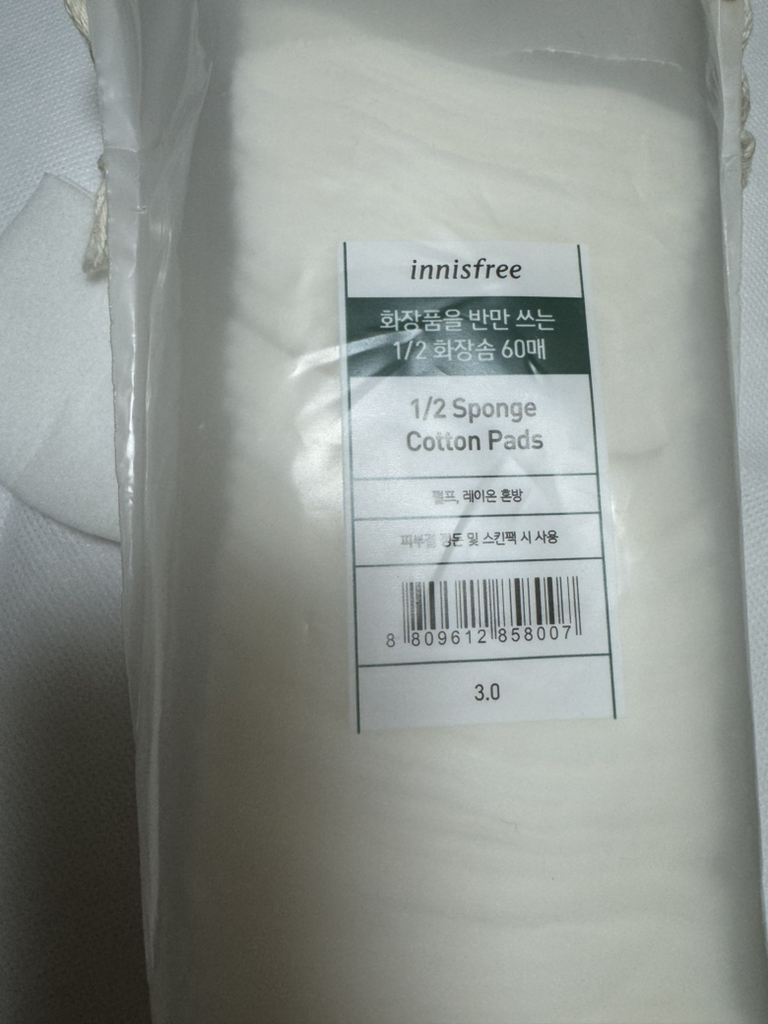 innisfree
화장품을 반만 쓰는
1/2 화장솜 60매
1/2 Sponge
Cotton Pads
펄프, 레이온 혼방
피부결 정돈 및 스킨팩 시 사용
8 809612 858007
3.0